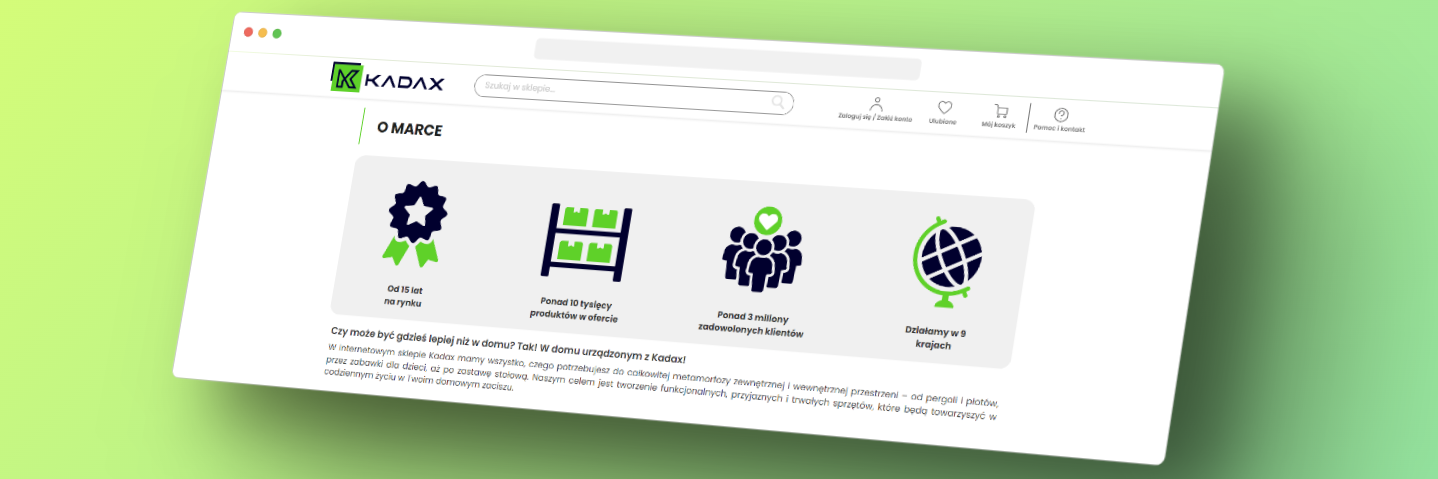 KADAX
Szukaj w sklepie...
Zaloguj się / Załóż konto
Ulubione
Mój koszyk
Pomoc i kontakt
O MARCE
Od 15 lat
na rynku
Ponad 10 tysięcy
produktów w ofercie
Ponad 3 miliony
zadowolonych klientów
Działamy w 9
krajach
Czy może być gdzieś lepiej niż w domu? Tak! W domu urządzonym z Kadax!
W internetowym sklepie Kadax mamy wszystko, czego potrzebujesz do całkowitej metamorfozy zewnętrznej i wewnętrznej przestrzeni – od pergoli i płotów,
przez zabawki dla dzieci, aż po zastawę stołową. Naszym celem jest tworzenie funkcjonalnych, przyjaznych i trwałych sprzętów, które będą towarzyszyć w
codziennym życiu w Twoim domowym zaciszu.